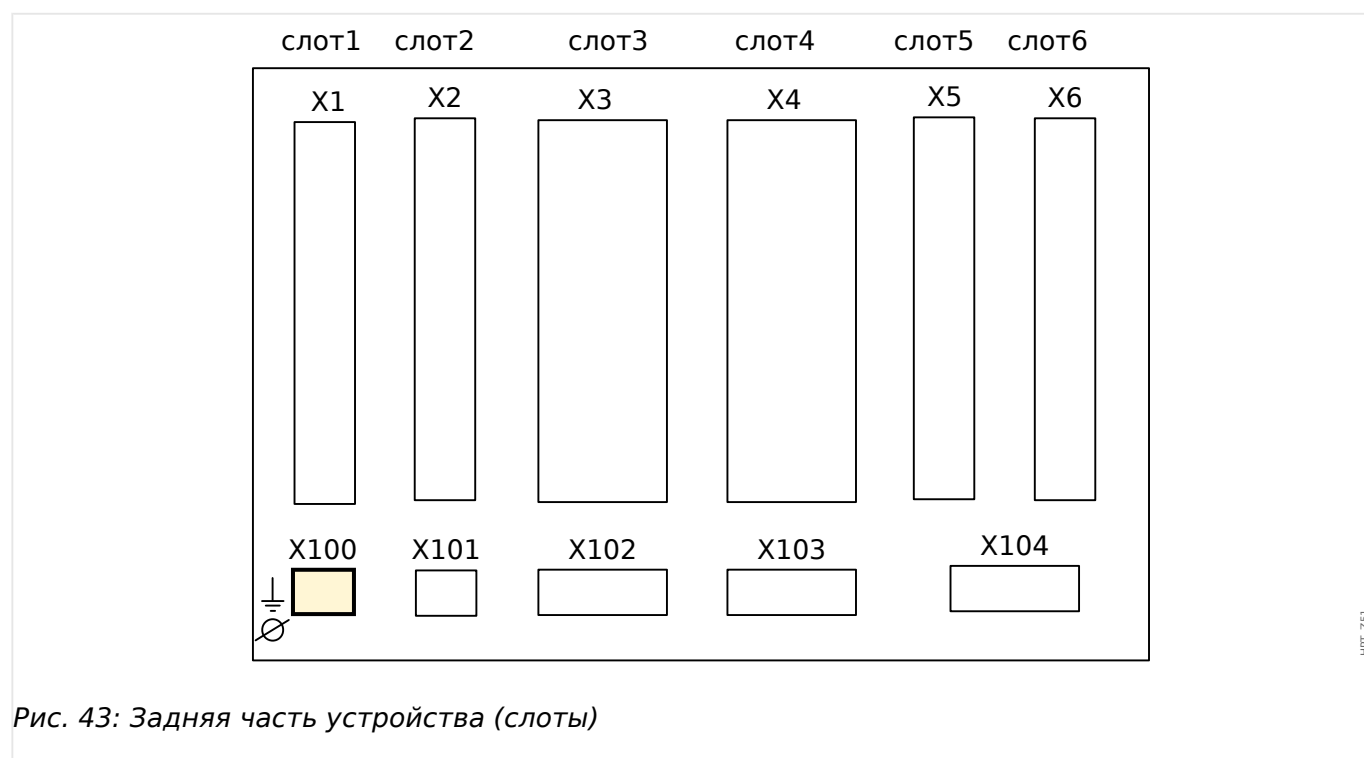 слот1 слот2 слот3 слот4 слот5 слот6
X1 X2 X3 X4 X5 X6
X100 X101 X102 X103 X104
Рис. 43: Задняя часть устройства (слоты)